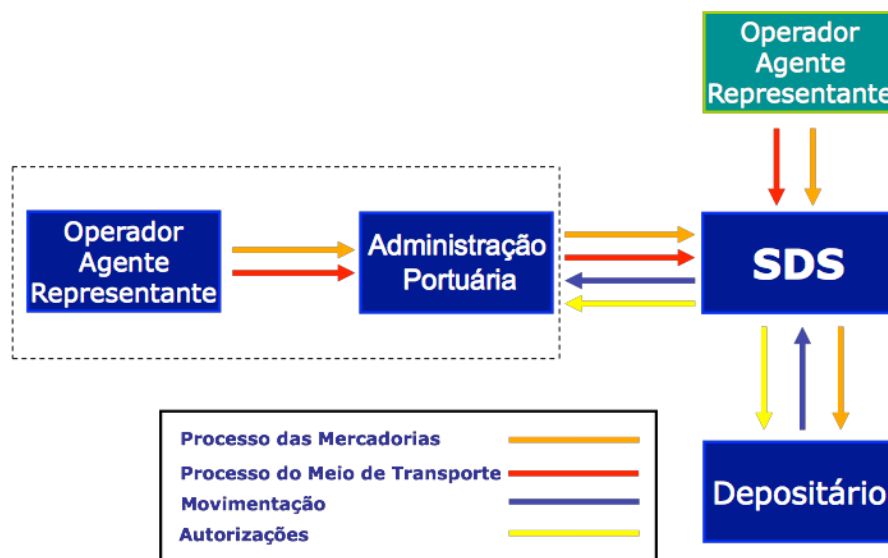 Operador
Agente
Representante
Operador
Agente
Representante
Administração
Portuária
SDS
Depositário
Processo das Mercadorias
Processo do Meio de Transporte
Movimentação
Autorizações